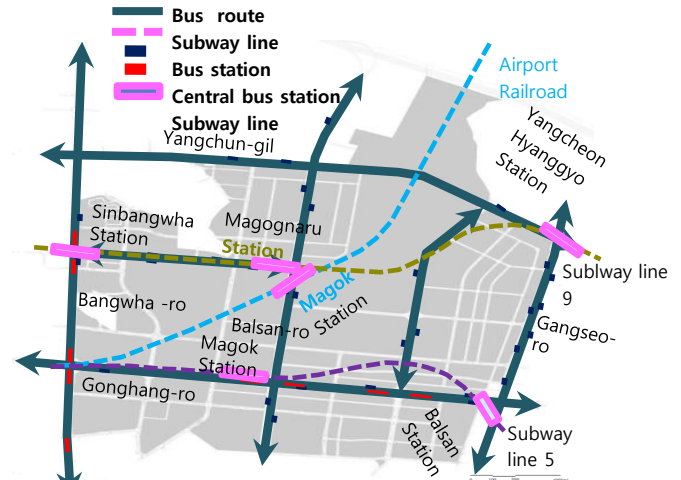 Bus route
Subway line
Bus station
Central bus station
Subway line
Airport
Railroad
Yangcheon
Hyanggyo
Station
Yangchun-gil
Sinbangwha
Station
Magognaru
Station
Magok
Station
Bangwha -ro
Balsan-ro
Magok
Station
Gonghang-ro
Sublway line
9
Gangseo-
ro
Balsan
Station
Subway
line 5